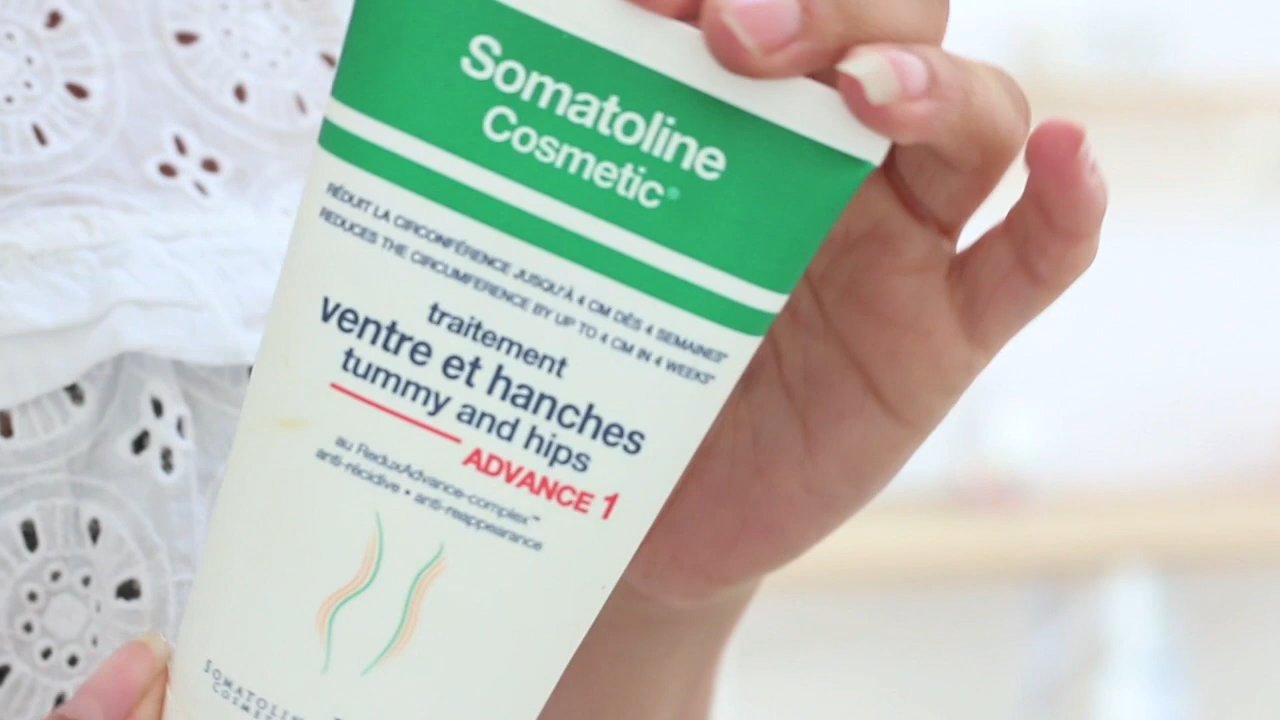 Somatoline
Cosmetic®
RÉDUIT LA CIRCONFÉRENCE JUSQU'À 4 CM DÈS 4 SEMAINES*
REDUCES THE CIRCUMFERENCE BY UP TO 4 CM IN 4 WEEKS*
traitement
ventre et hanches
tummy and hips
ADVANCE 1
au ReduxAdvance-complex™
anti-récidive • anti-reappearance